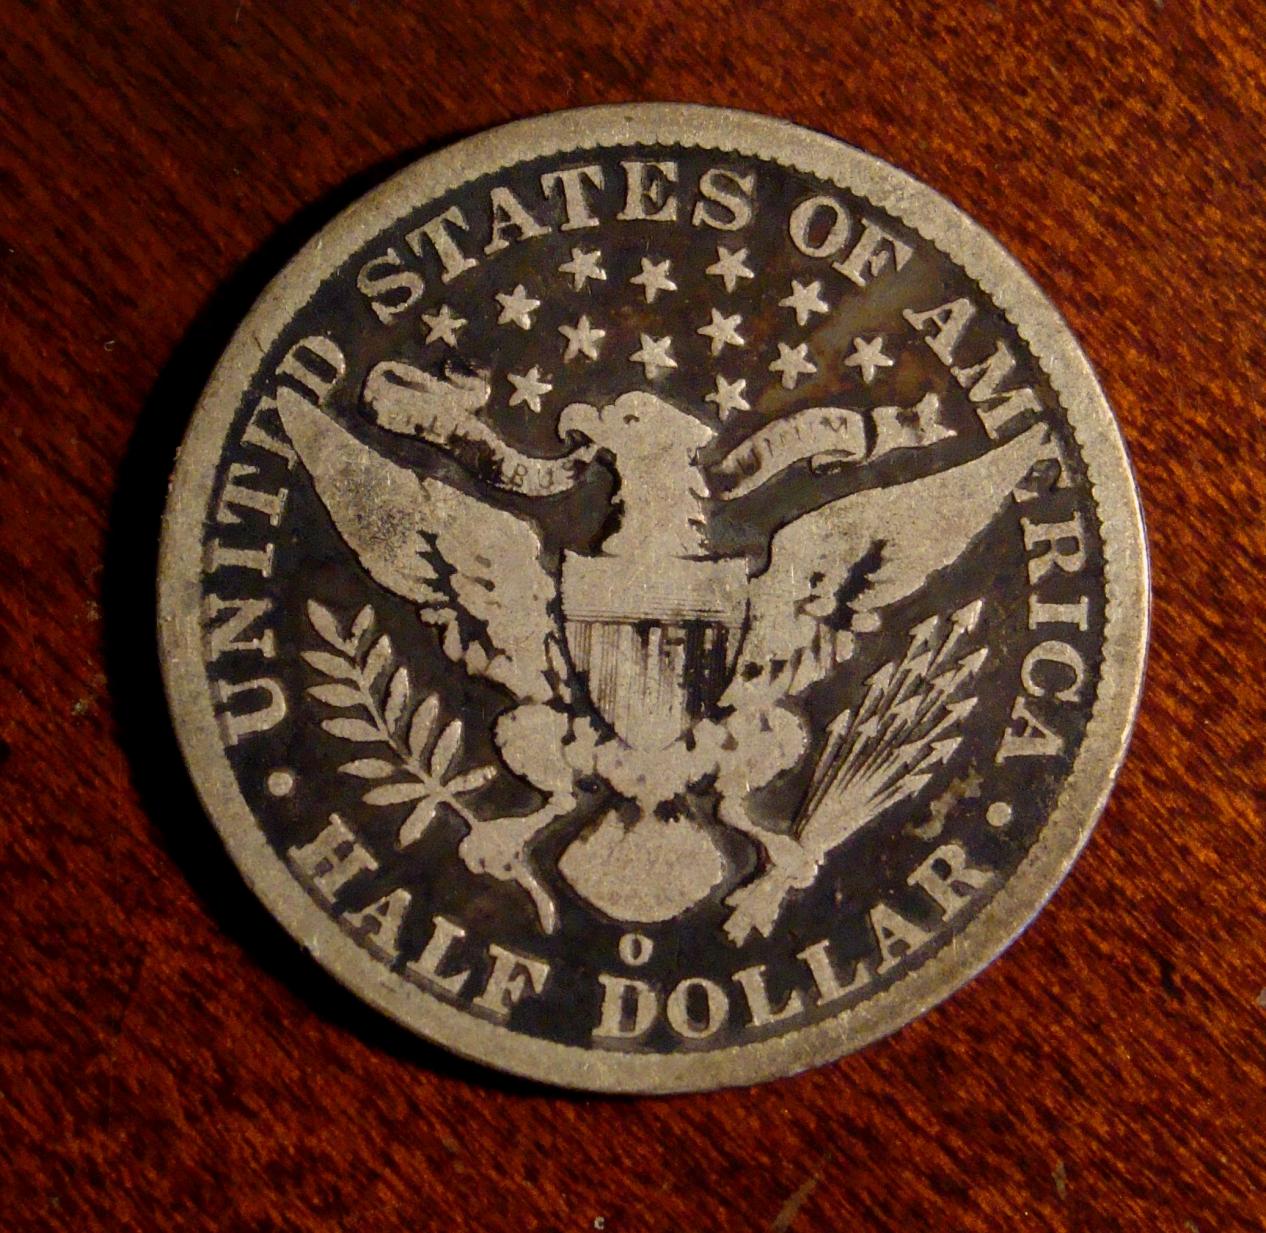 UNITED STATES OF AMERICA
O
HALF DOLLAR